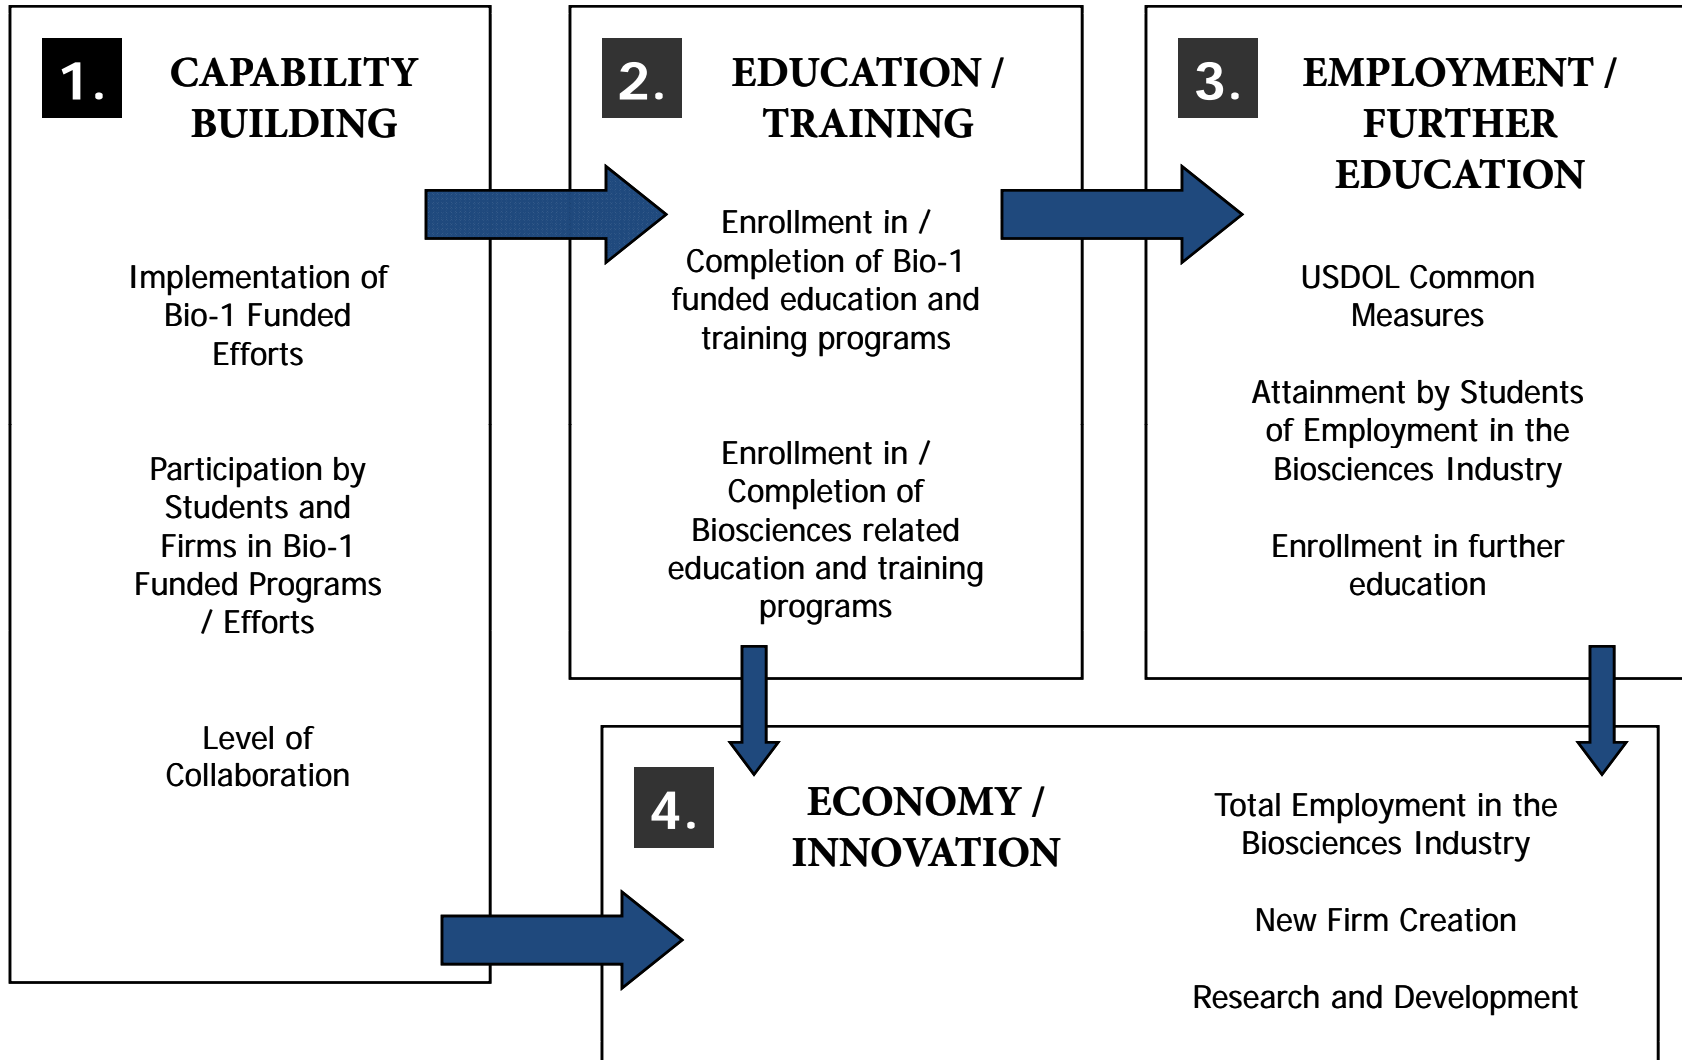 1.
CAPABILITY
BUILDING
Implementation of
Bio-1 Funded
Efforts
Participation by
Students and
Firms in Bio-1
Funded Programs
/ Efforts
Level of
Collaboration
2.
EDUCATION /
TRAINING
Enrollment in /
Completion of Bio-1
funded education and
training programs
Enrollment in /
Completion of
Biosciences related
education and training
programs
3.
EMPLOYMENT /
FURTHER
EDUCATION
USDOL Common
Measures
Attainment by Students
of Employment in the
Biosciences Industry
Enrollment in further
education
4.
ECONOMY /
INNOVATION
Total Employment in the
Biosciences Industry
New Firm Creation
Research and Development